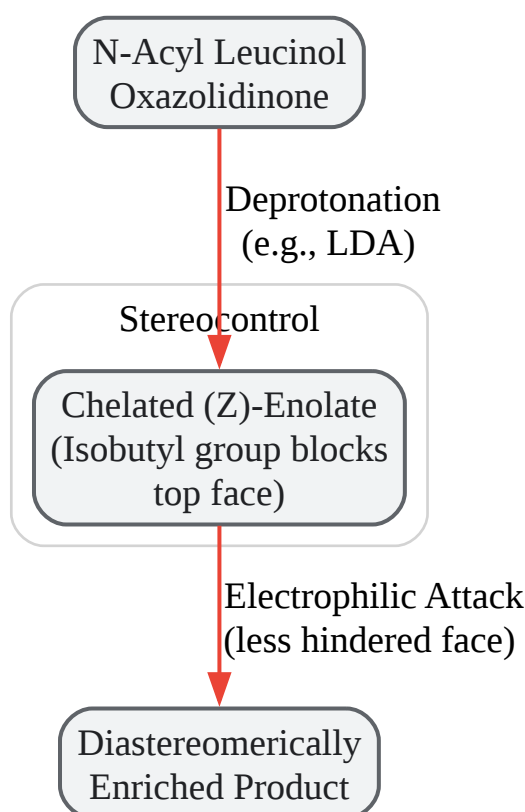 N-Acyl Leucinol
Oxazolidinone
Deprotonation
(e.g., LDA)
Stereocontrol
Chelated (Z)-Enolate
(Isobutyl group blocks
top face)
Electrophilic Attack
(less hindered face)
Diastereomerically
Enriched Product